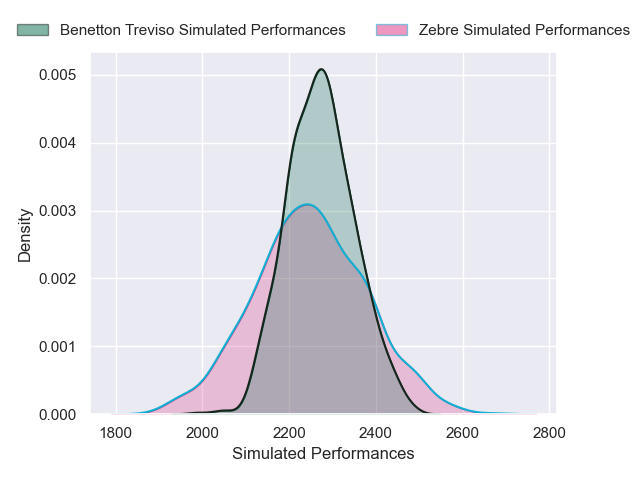 Benetton Treviso Simulated Performances Zebre Simulated Performances
0.005
0.004
0.003
0.002
0.001
0.000
Density
1800 2000 2200 2400 2600 2800
Simulated Performances